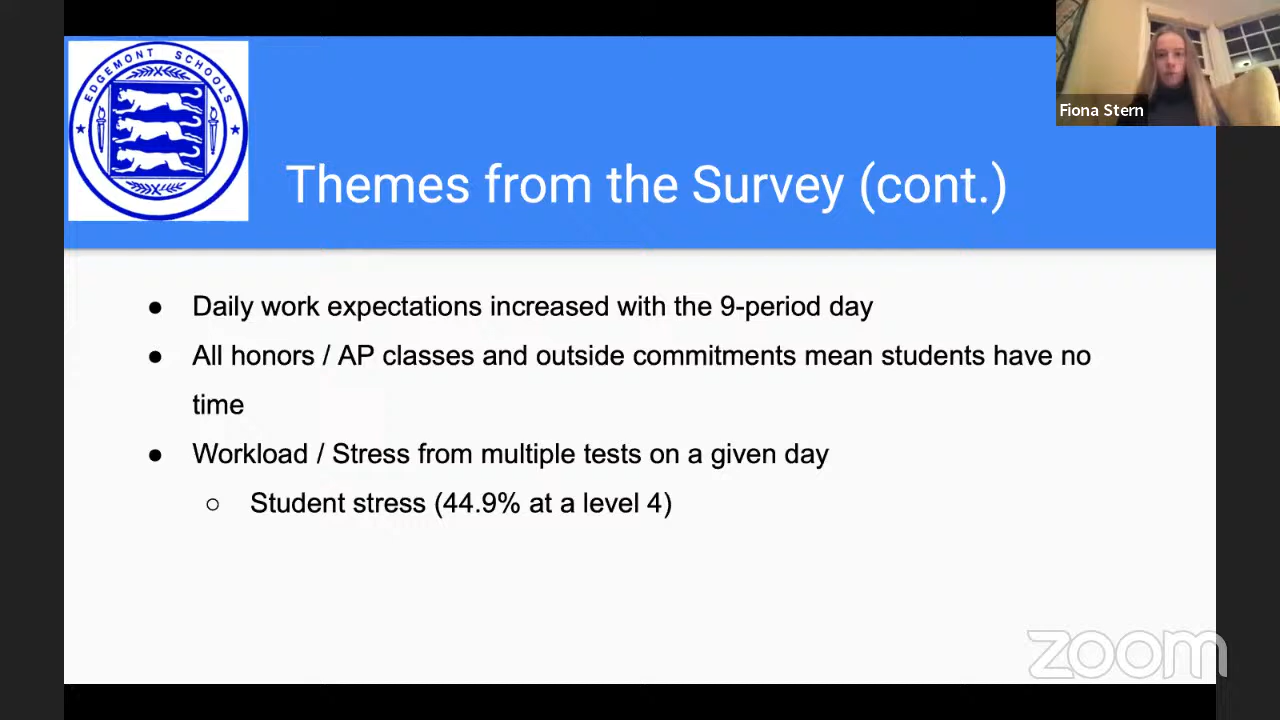 EDGEMONT SCHOOLS
Fiona Stern
Themes from the Survey (cont.)
● Daily work expectations increased with the 9-period day
● All honors / AP classes and outside commitments mean students have no
time
● Workload / Stress from multiple tests on a given day
○ Student stress (44.9% at a level 4)
zoom